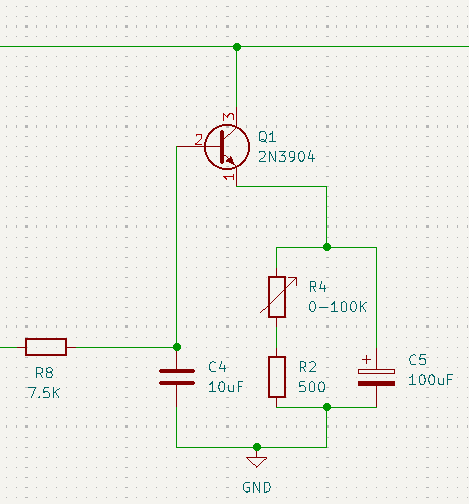 3
Q1
2
2N3904
1
R4
0-100K
R8
7.5K
C4
10uF
R2
500
+
C5
100uF
GND